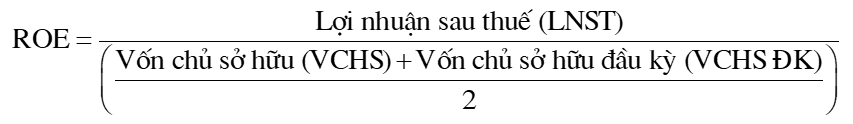 Lợi nhuận sau thuế (LNST)
ROE =
(Vốn chủ sở hữu (VCHS) + Vốn chủ sở hữu đầu kỳ (VCHS ĐK)
2)